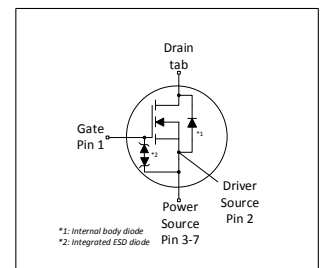 Drain
tab
*1
Gate
Pin 1
*2
Driver
Source
Pin 2
Power
Source
Pin 3-7
*1: Internal body diode
*2: Integrated ESD diode